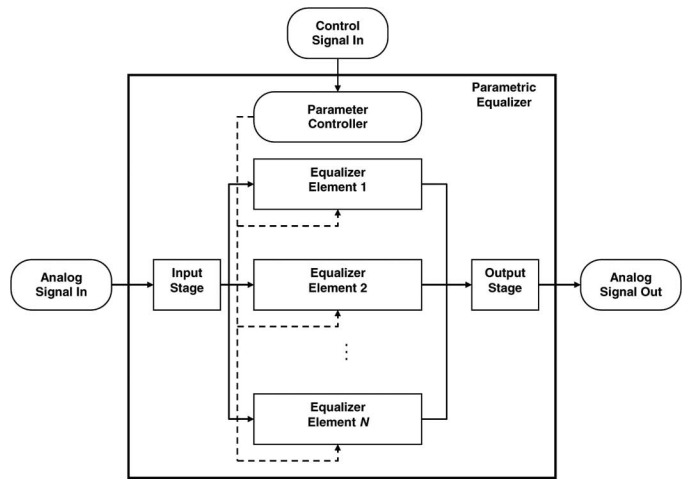 Control
Signal In
Parametric
Equalizer
Parameter
Controller
Equalizer
Element 1
Analog
Signal In
Input
Stage
Equalizer
Element 2
Output
Stage
Analog
Signal Out
Equalizer
Element N